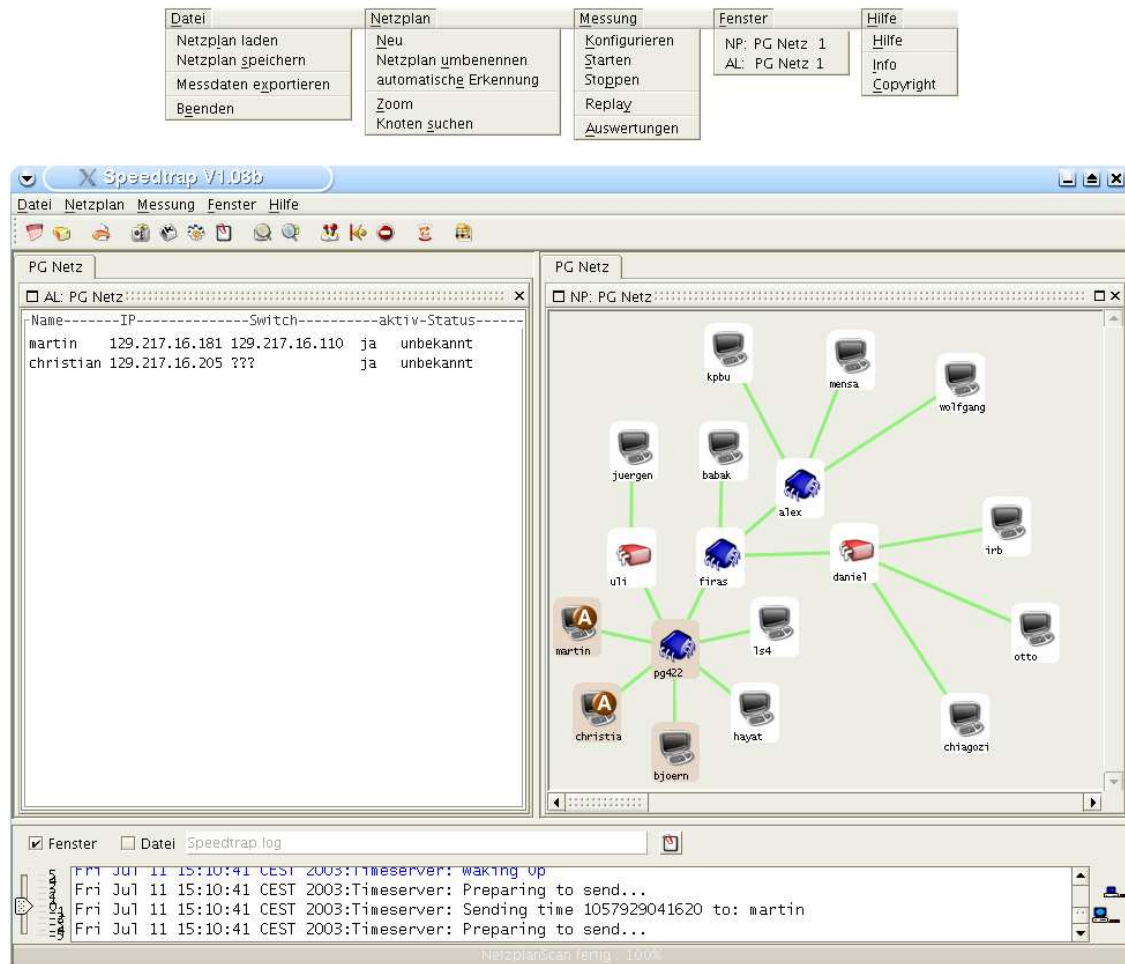 Datei Netzplan Messung Fenster Hilfe
Netzplan laden
Netzplan speichern
Messdaten exportieren
Beenden
Neu
Netzplan umbenennen
automatische Erkennung
Zoom
Knoten suchen
Konfigurieren
Starten
Stoppen
Replay
Auswertungen
NP: PG Netz 1
AL: PG Netz 1
Hilfe
Info
Copyright
Speedtrap V1.03b
Datei Netzplan Messung Fenster Hilfe
PG Netz
AL: PG Netz
-Name-------IP--------------Switch----------aktiv-Status------
martin 129.217.16.181 129.217.16.110 ja unbekannt
christian 129.217.16.205 ??? ja unbekannt
PG Netz
NP: PG Netz
kpbu
mensa
wolfgang
juergen
babak
alex
irb
uli
firas
daniel
martin
pg422
ls4
otto
christia
bjoern
hayat
chiagozi
Fenster
Datei
Speedtrap.log
Fri Jul 11 15:10:41 CEST 2003:Timeserver: Waking Up
Fri Jul 11 15:10:41 CEST 2003:Timeserver: Preparing to send...
Fri Jul 11 15:10:41 CEST 2003:Timeserver: Sending time 1057929041620 to: martin
Fri Jul 11 15:10:41 CEST 2003:Timeserver: Preparing to send...
NetzplanScan fertig : 100%